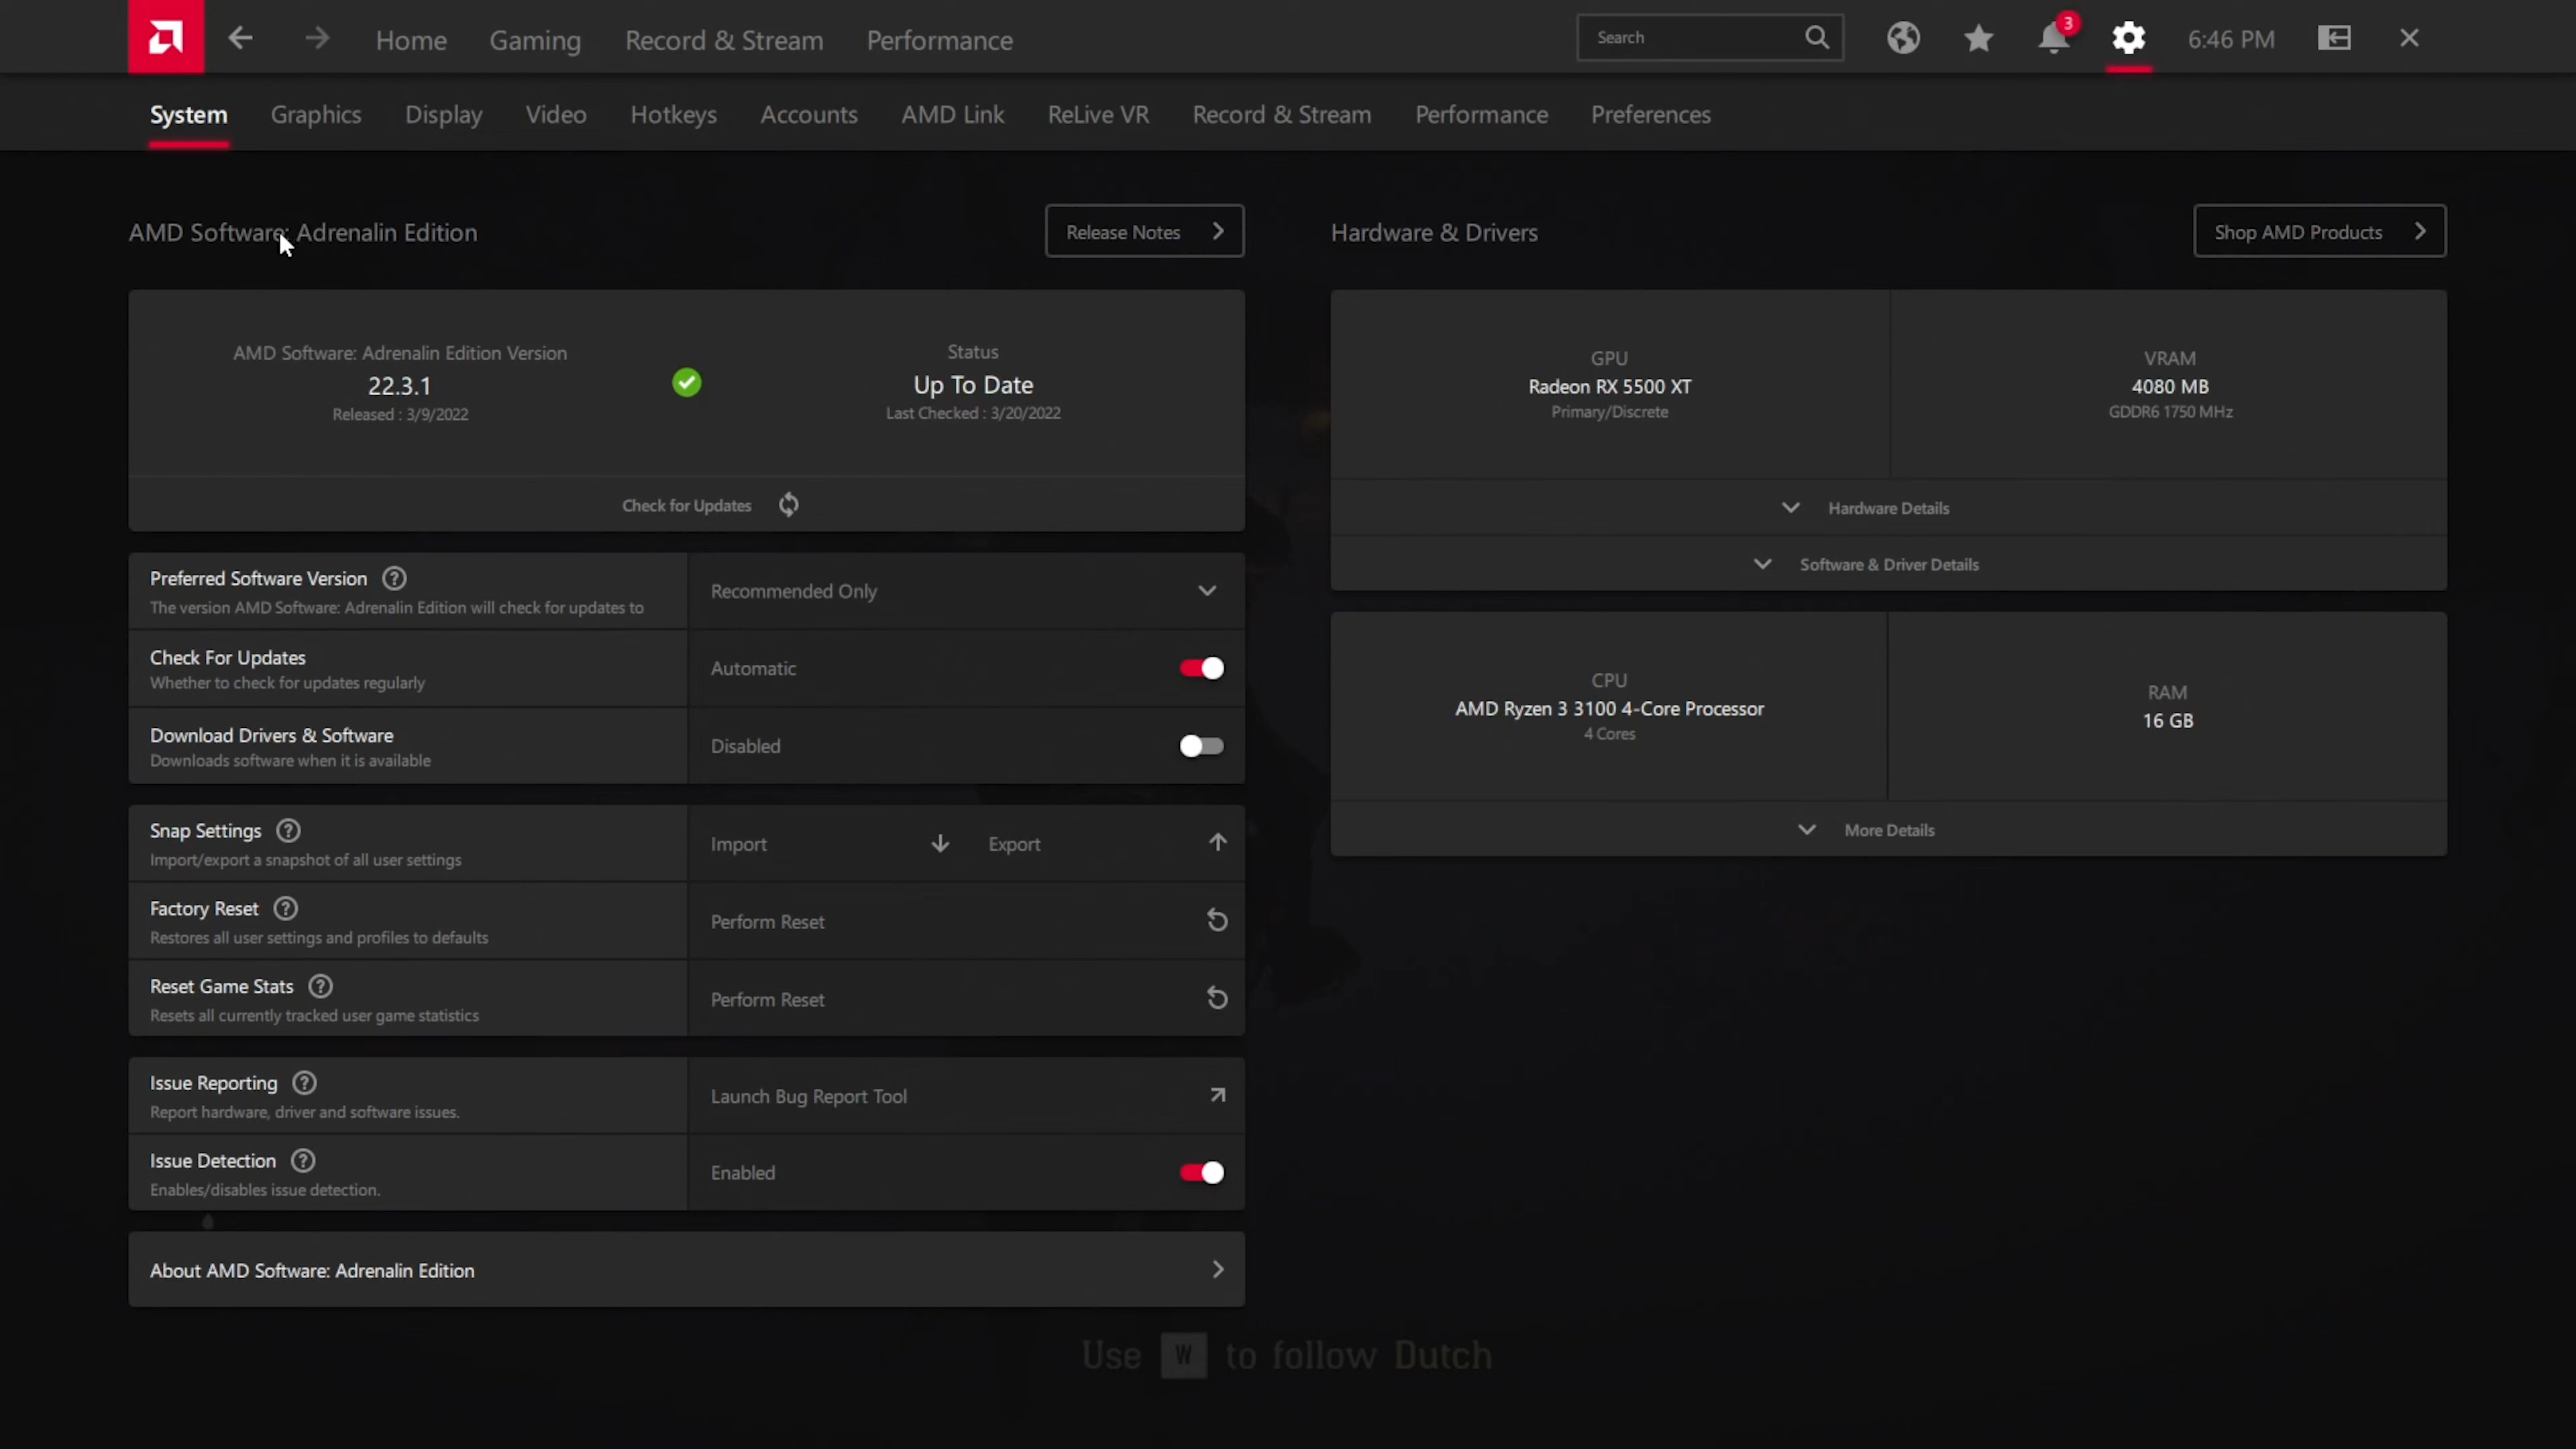 Home Gaming Record & Stream Performance Search 3 6:46 PM
System Graphics Display Video Hotkeys Accounts AMD Link ReLive VR Record & Stream Performance Preferences
AMD Software: Adrenalin Edition
Release Notes
AMD Software: Adrenalin Edition Version
22.3.1
Released : 3/9/2022
Status
Up To Date
Last Checked : 3/20/2022
Check for Updates
Preferred Software Version ?
The version AMD Software: Adrenalin Edition will check for updates to
Recommended Only
Check For Updates
Whether to check for updates regularly
Automatic
Download Drivers & Software
Downloads software when it is available
Disabled
Snap Settings ?
Import/export a snapshot of all user settings
Import
Export
Factory Reset ?
Restores all user settings and profiles to defaults
Perform Reset
Reset Game Stats ?
Resets all currently tracked user game statistics
Perform Reset
Issue Reporting ?
Report hardware, driver and software issues.
Launch Bug Report Tool
Issue Detection ?
Enables/disables issue detection.
Enabled
About AMD Software: Adrenalin Edition
Hardware & Drivers
Shop AMD Products
GPU
Radeon RX 5500 XT
Primary/Discrete
VRAM
4080 MB
GDDR6 1750 MHz
Hardware Details
Software & Driver Details
CPU
AMD Ryzen 3 3100 4-Core Processor
4 Cores
RAM
16 GB
More Details
Use W to follow Dutch